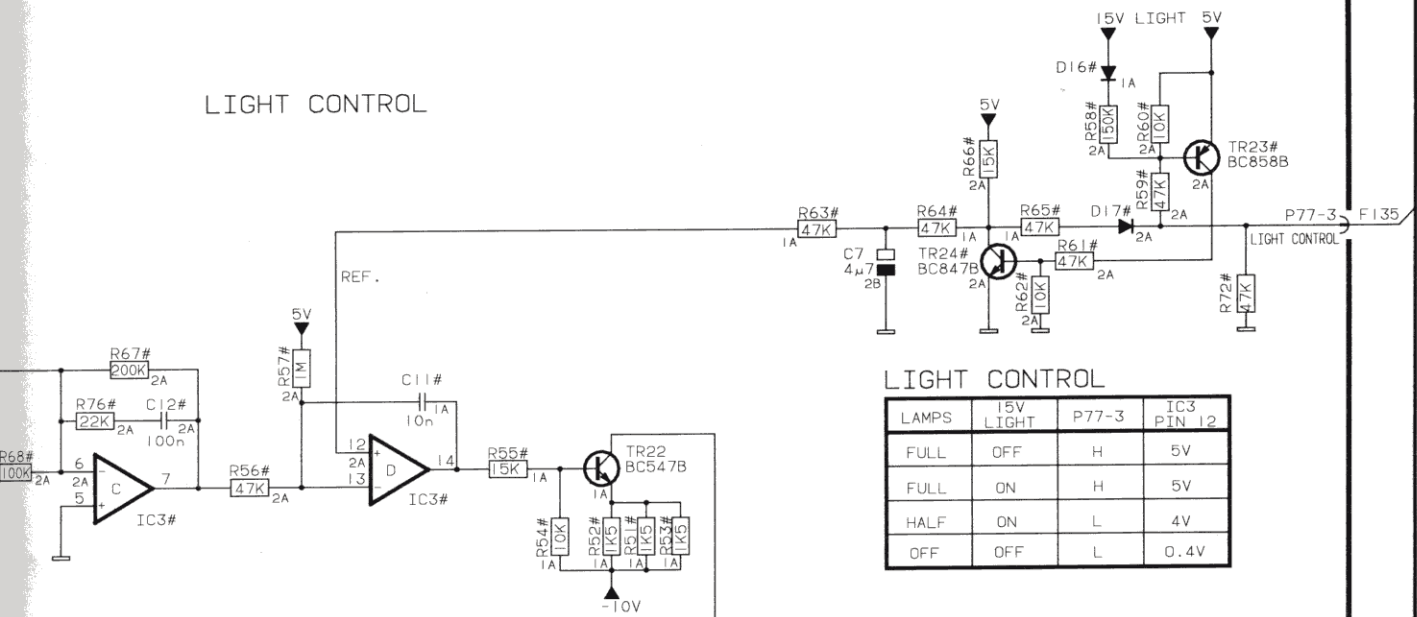 LIGHT CONTROL
15V LIGHT 5V
D16#
1A
R58#
150K
2A
R60#
10K
2A
TR23#
BC858B
2A
R59#
47K
2A
5V
R66#
15K
2A
R63#
47K
1A
R64#
47K
1A
R65#
47K
1A
D17#
2A
P77-3
F135
LIGHT CONTROL
C7
4µ7
2B
TR24#
BC847B
2A
R61#
47K
2A
R62#
10K
2A
R72#
47K
REF.
5V
R57#
1M
2A
R67#
200K
2A
R76#
22K
2A
C12#
2A
100n
C11#
1A
10n
R68#
100K
2A
6
2A
5
-
+
C
7
IC3#
R56#
47K
2A
12
2A
13
+
-
D
14
IC3#
R55#
15K
1A
TR22
BC547B
1A
R54#
10K
1A
R52#
1K5
1A
R51#
1K5
1A
R53#
1K5
1A
-10V
LIGHT CONTROL
LAMPS 15V LIGHT P77-3 IC3 PIN 12
FULL OFF H 5V
FULL ON H 5V
HALF ON L 4V
OFF OFF L 0.4V